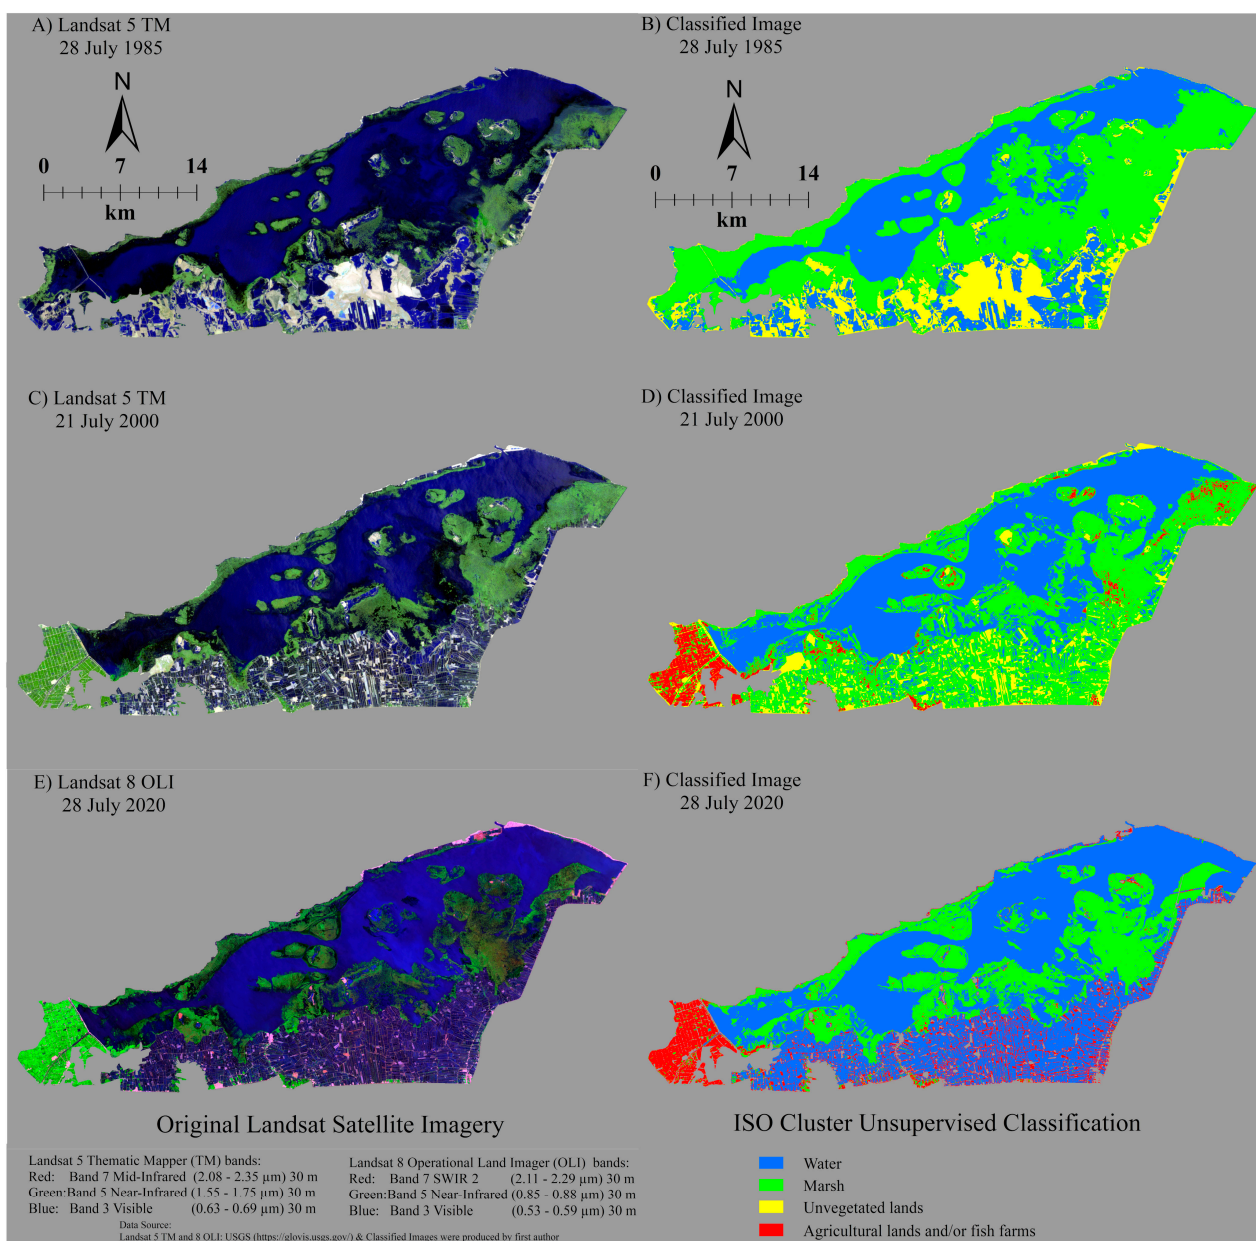 A) Landsat 5 TM
28 July 1985
B) Classified Image
28 July 1985
N
0 7 14
km
N
0 7 14
km
C) Landsat 5 TM
21 July 2000
D) Classified Image
21 July 2000
E) Landsat 8 OLI
28 July 2020
F) Classified Image
28 July 2020
Original Landsat Satellite Imagery
ISO Cluster Unsupervised Classification
Landsat 5 Thematic Mapper (TM) bands:
Red: Band 7 Mid-Infrared (2.08 - 2.35 µm) 30 m
Green:Band 5 Near-Infrared (1.55 - 1.75 µm) 30 m
Blue: Band 3 Visible (0.63 - 0.69 µm) 30 m
Landsat 8 Operational Land Imager (OLI) bands:
Red: Band 7 SWIR 2 (2.11 - 2.29 µm) 30 m
Green:Band 5 Near-Infrared (0.85 - 0.88 µm) 30 m
Blue: Band 3 Visible (0.53 - 0.59 µm) 30 m
Data Source:
Landsat 5 TM and 8 OLI: USGS (https://glovis.usgs.gov/) & Classified Images were produced by first author
Water
Marsh
Unvegetated lands
Agricultural lands and/or fish farms